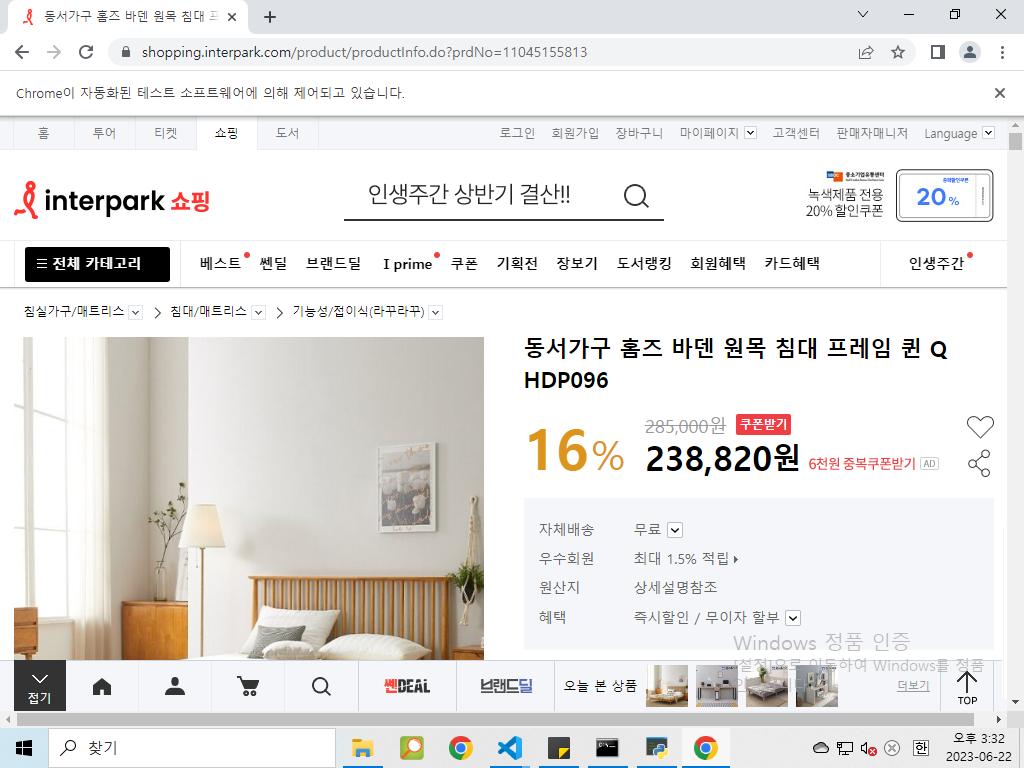 동서가구 홈즈 바덴 원목 침대 프
shopping.interpark.com/product/productInfo.do?prdNo=11045155813
Chrome이 자동화된 테스트 소프트웨어에 의해 제어되고 있습니다.
홈 투어 티켓 쇼핑 도서 로그인 회원가입 장바구니 마이페이지 고객센터 판매자매니저 Language
interpark 쇼핑
인생주간 상반기 결산!!
중소기업유통센터
녹색제품 전용
20% 할인쿠폰
중복할인쿠폰
20%
전체 카테고리 베스트 쎈딜 브랜드딜 I prime 쿠폰 기획전 장보기 도서랭킹 회원혜택 카드혜택 인생주간
침실가구/매트리스 침대/매트리스 기능성/접이식(라꾸라꾸)
동서가구 홈즈 바덴 원목 침대 프레임 퀸 Q
HDP096
16% 285,000원 쿠폰받기
238,820원 6천원 중복쿠폰받기 AD
자체배송 무료
우수회원 최대 1.5% 적립
원산지 상세설명참조
혜택 즉시할인 / 무이자 할부
Windows 정품 인증
[설정]으로 이동하여 Windows를 정품
접기 쎈DEAL 브랜드딜 오늘 본 상품 더보기 TOP
찾기 한 오후 3:32
2023-06-22